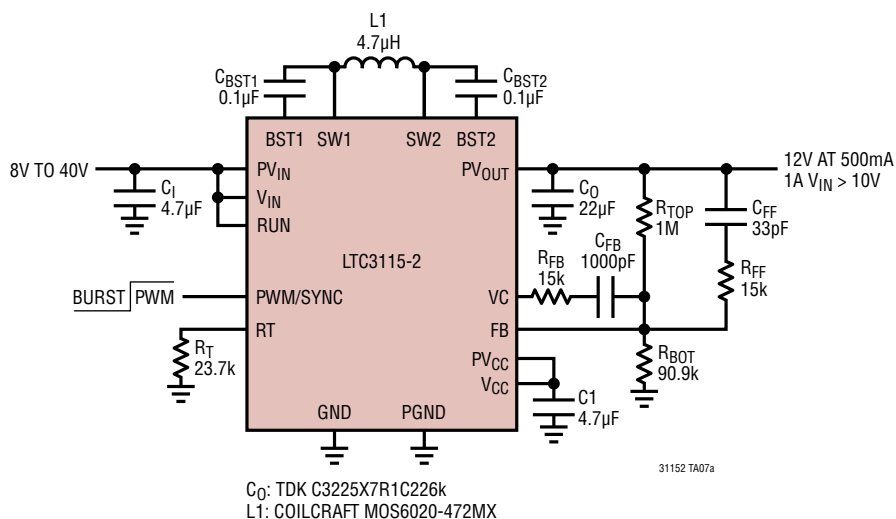 L1
4.7µH
CBST1
0.1µF
CBST2
0.1µF
BST1 SW1 SW2 BST2
8V TO 40V
PVIN
PVOUT
12V AT 500mA
1A VIN > 10V
CI
4.7µF
VIN
RUN
CO
22µF
RTOP
1M
CFF
33pF
LTC3115-2
RFB
15k
CFB
1000pF
RFF
15k
BURST PWM
PWM/SYNC
VC
RT
FB
RT
23.7k
PVCC
VCC
RBOT
90.9k
C1
4.7µF
GND PGND
31152 TA07a
CO: TDK C3225X7R1C226k
L1: COILCRAFT MOS6020-472MX